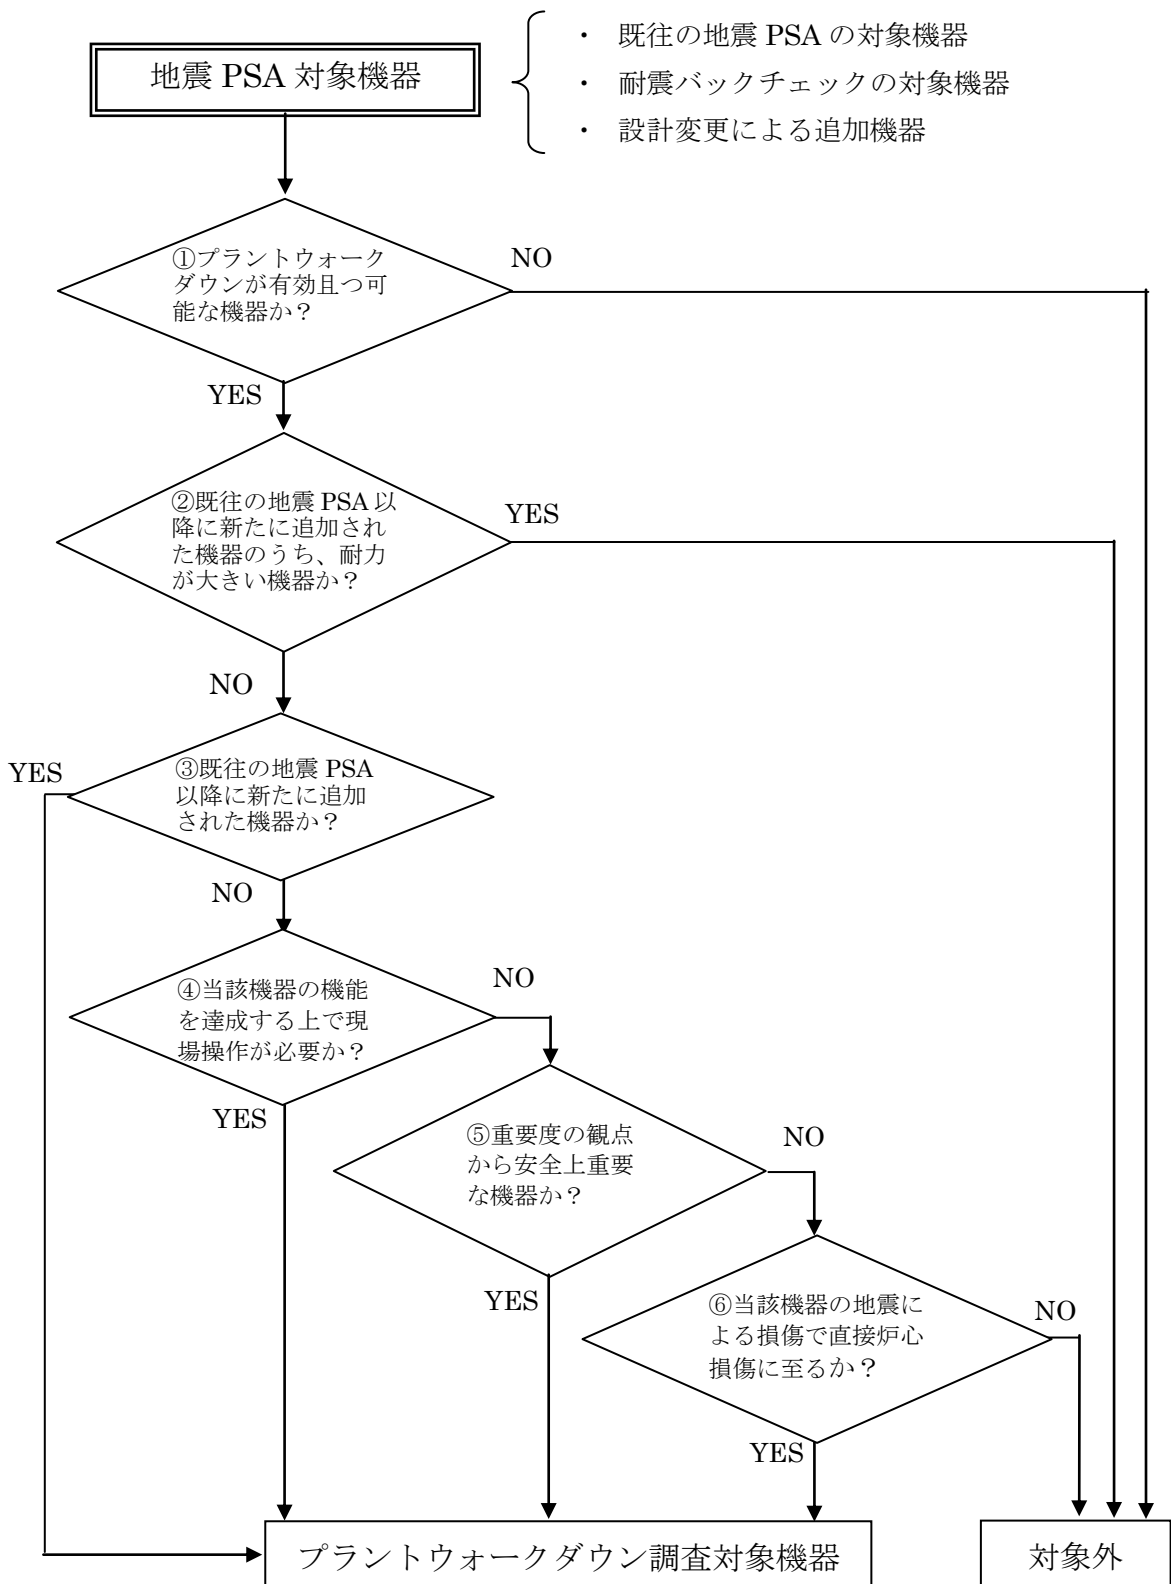 地震 PSA 対象機器
・ 既往の地震 PSA の対象機器
・ 耐震バックチェックの対象機器
・ 設計変更による追加機器
①プラントウォーク
ダウンが有効且つ可
能な機器か？
NO
YES
②既往の地震 PSA 以
降に新たに追加され
た機器のうち、耐力
が大きい機器か？
YES
NO
③既往の地震 PSA
以降に新たに追加
された機器か？
YES
NO
④当該機器の機能
を達成する上で現
場操作が必要か？
NO
YES
⑤重要度の観点
から安全上重要
な機器か？
NO
YES
⑥当該機器の地震に
よる損傷で直接炉心
損傷に至るか？
NO
YES
プラントウォークダウン調査対象機器
対象外